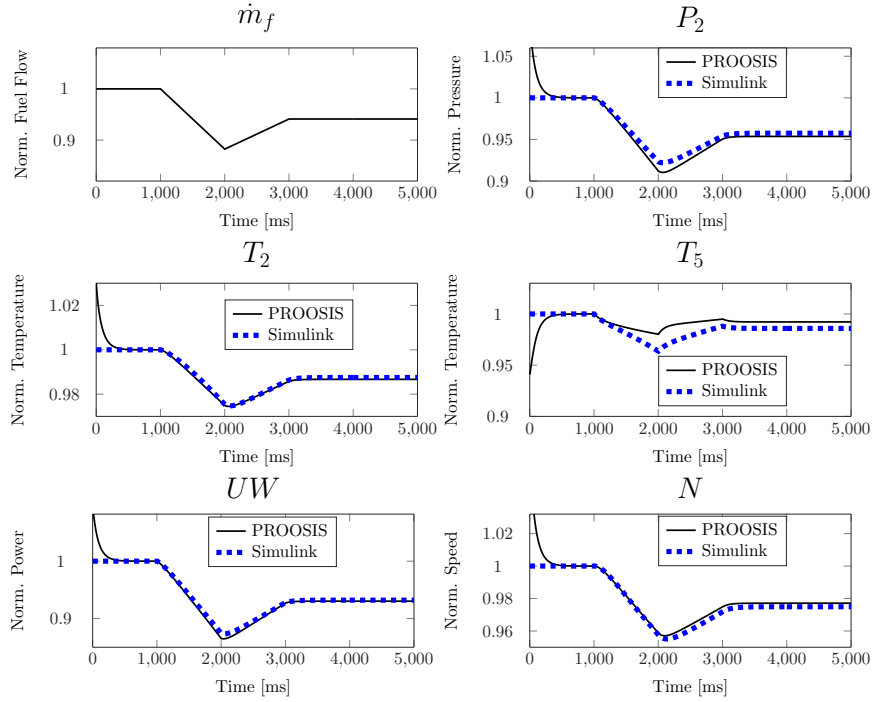 ṁ_f
Norm. Fuel Flow
1
0.9
0 1,000 2,000 3,000 4,000 5,000
Time [ms]
P₂
Norm. Pressure
1.05
1
0.95
0.9
PROOSIS
Simulink
0 1,000 2,000 3,000 4,000 5,000
Time [ms]
T₂
Norm. Temperature
1.02
1
0.98
PROOSIS
Simulink
0 1,000 2,000 3,000 4,000 5,000
Time [ms]
T₅
Norm. Temperature
1
0.95
0.9
PROOSIS
Simulink
0 1,000 2,000 3,000 4,000 5,000
Time [ms]
UW
Norm. Power
1
0.9
PROOSIS
Simulink
0 1,000 2,000 3,000 4,000 5,000
Time [ms]
N
Norm. Speed
1.02
1
0.98
0.96
PROOSIS
Simulink
0 1,000 2,000 3,000 4,000 5,000
Time [ms]